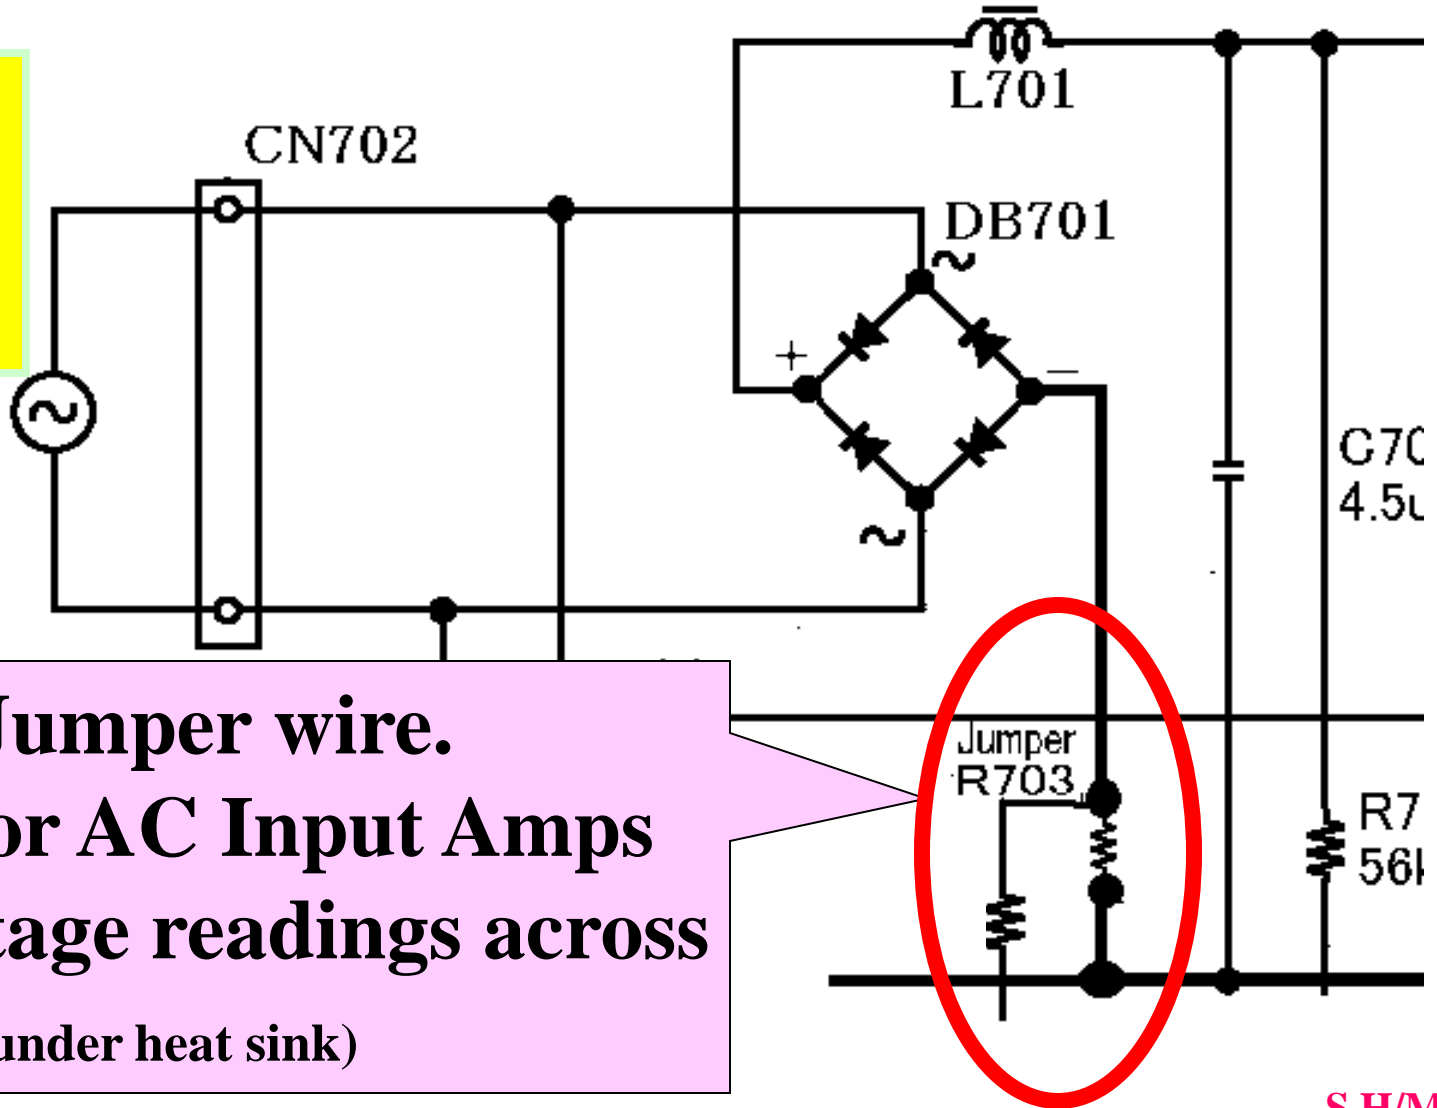 L701
CN702
DB701
~
+
−
~
~
C70
4.5u
Jumper
R703
R7
56k
Jumper wire.
or AC Input Amps
tage readings across
under heat sink)
S.H/M